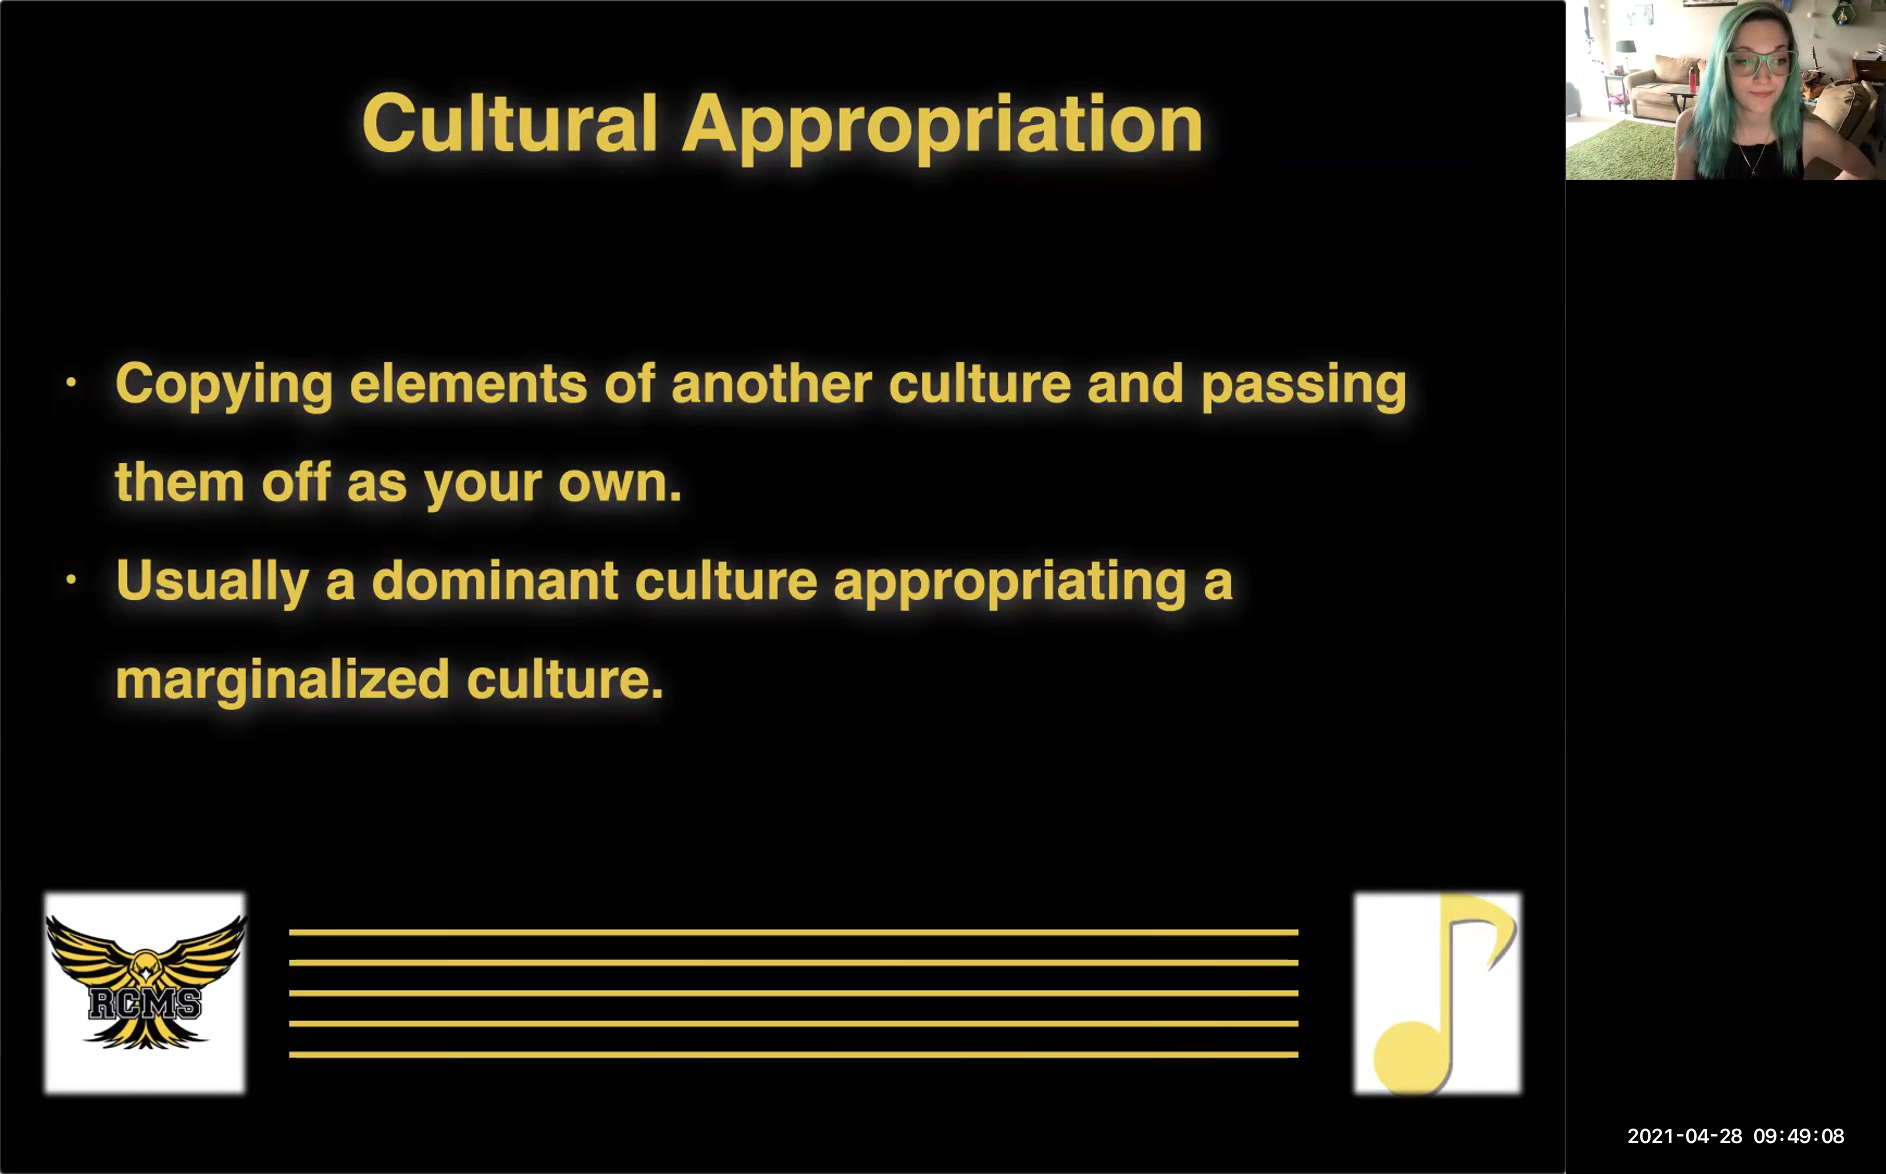 Cultural Appropriation
• Copying elements of another culture and passing
them off as your own.
• Usually a dominant culture appropriating a
marginalized culture.
RCMS
2021-04-28 09:49:08